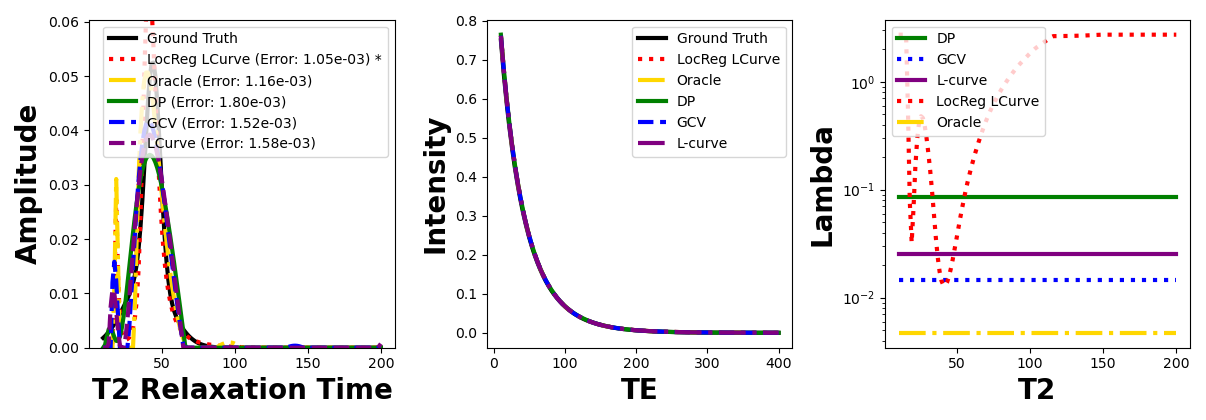 Amplitude
0.06
0.05
0.04
0.03
0.02
0.01
0.00
Ground Truth
LocReg LCurve (Error: 1.05e-03) *
Oracle (Error: 1.16e-03)
DP (Error: 1.80e-03)
GCV (Error: 1.52e-03)
LCurve (Error: 1.58e-03)
50 100 150 200
T2 Relaxation Time
Intensity
0.8
0.7
0.6
0.5
0.4
0.3
0.2
0.1
0.0
Ground Truth
LocReg LCurve
Oracle
DP
GCV
L-curve
0 100 200 300 400
TE
Lambda
10⁰
10⁻¹
10⁻²
DP
GCV
L-curve
LocReg LCurve
Oracle
50 100 150 200
T2